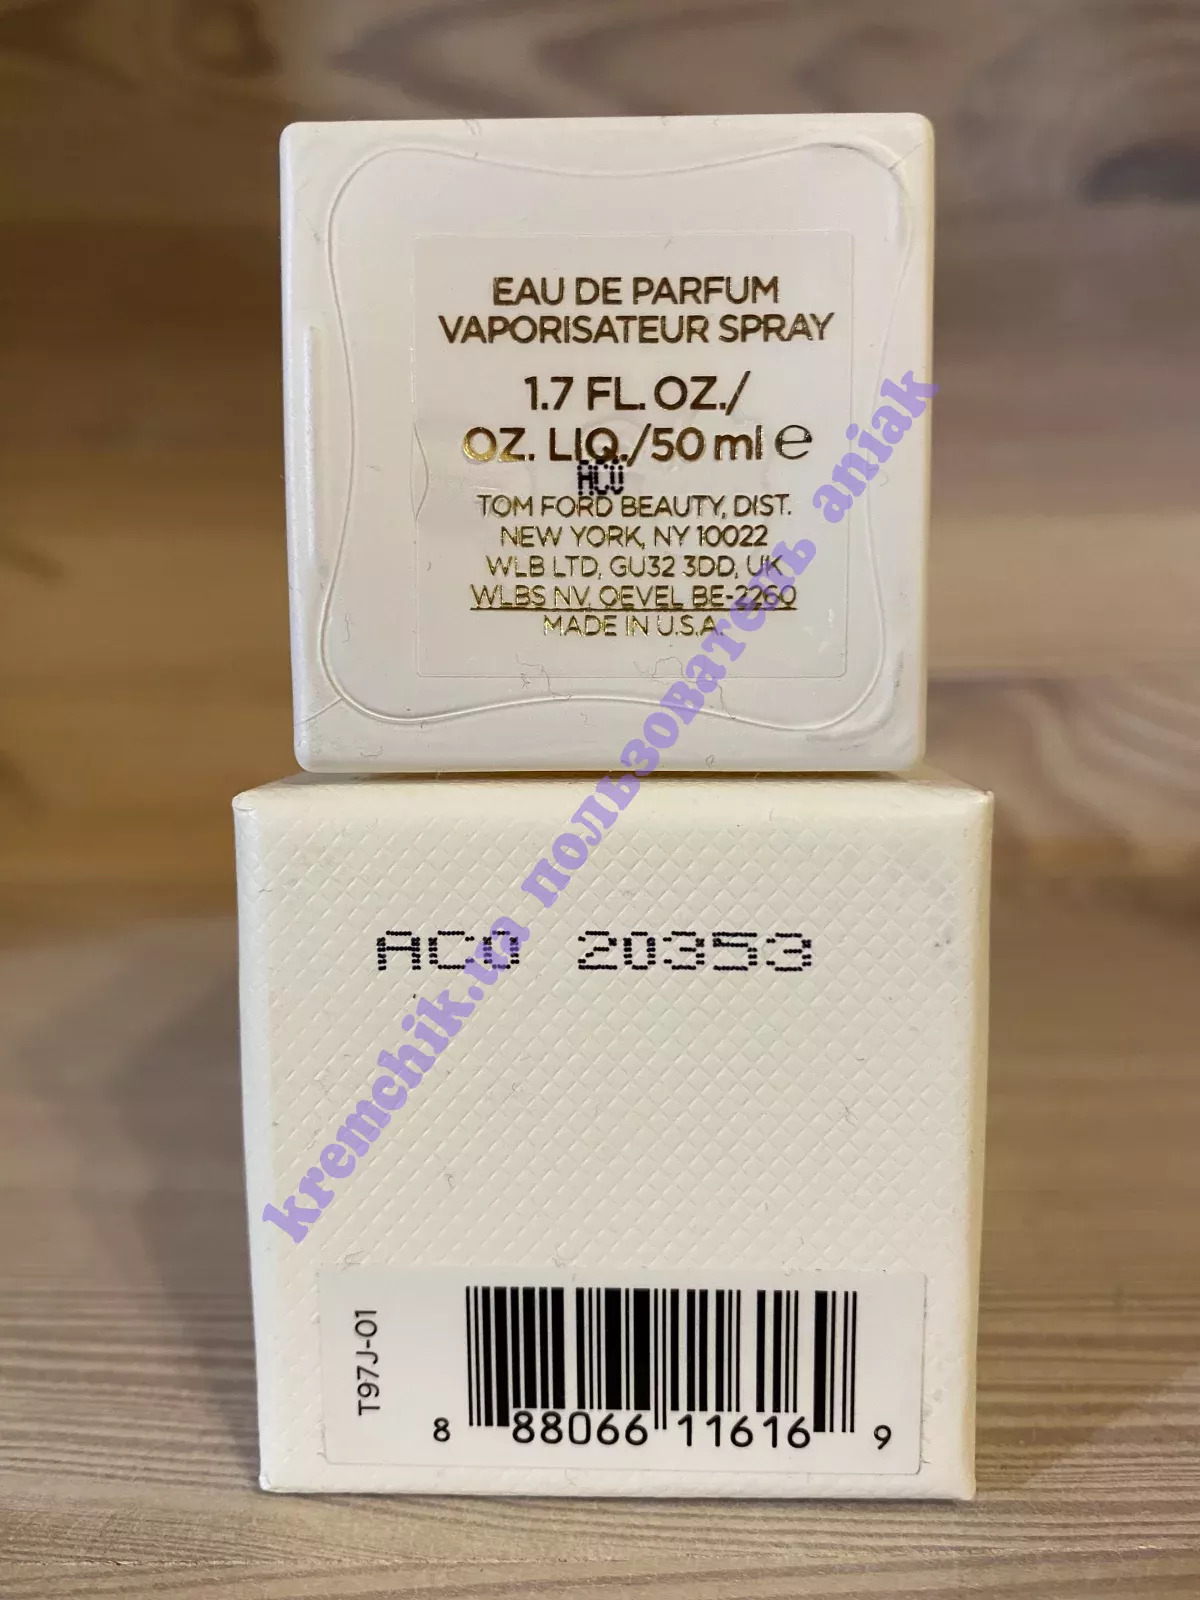 EAU DE PARFUM
VAPORISATEUR SPRAY
1.7 FL. OZ./
OZ. LIQ./50 ml e
AC0
TOM FORD BEAUTY, DIST.
NEW YORK, NY 10022
WLB LTD, GU32 3DD, UK
WLBS NV, OEVEL BE-2260
MADE IN U.S.A.
AC0 20353
T97J-01
8 88066 11616 9
kremchik.ua пользователь aniak